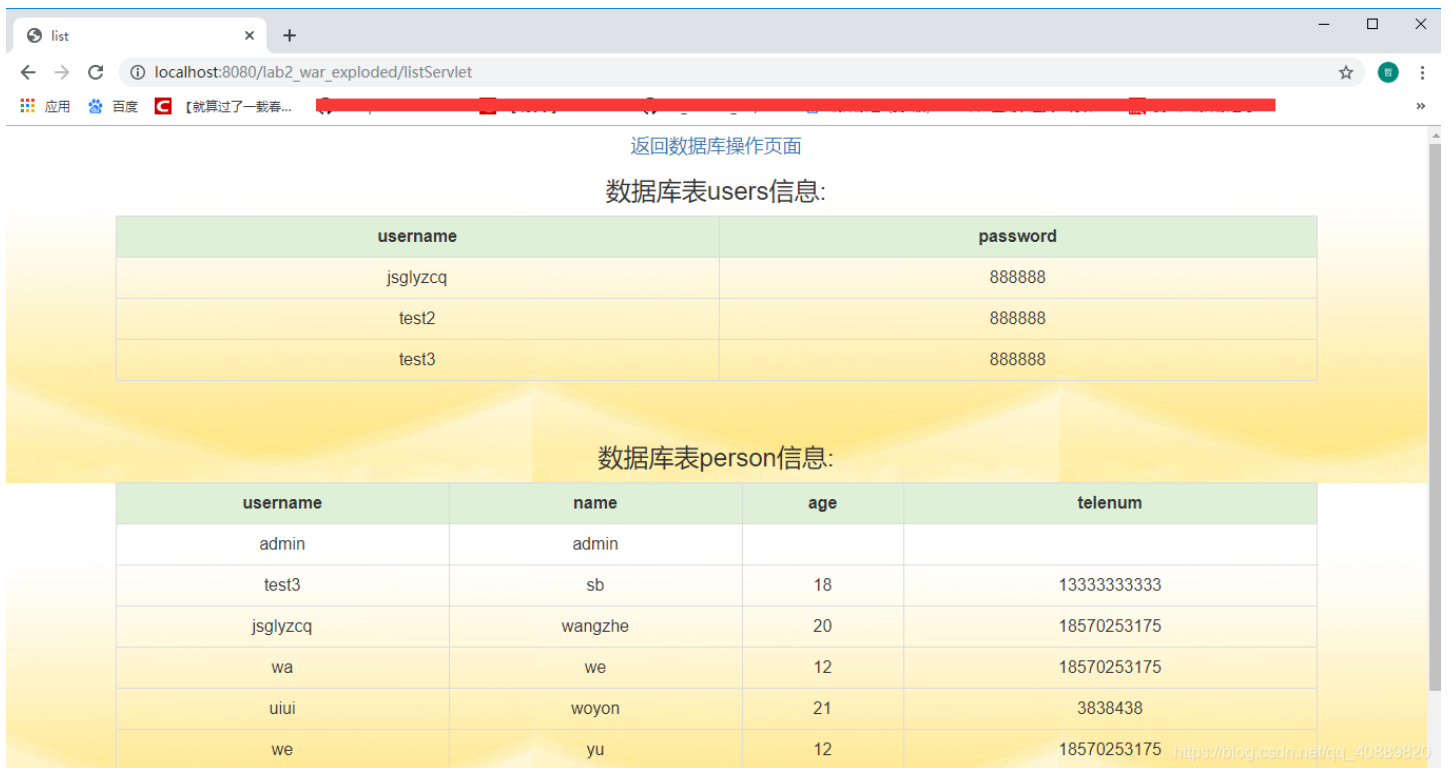 list
localhost:8080/lab2_war_exploded/listServlet
应用 百度 【就算过了一载春...
返回数据库操作页面
数据库表users信息:
username password
jsglyzcq 888888
test2 888888
test3 888888
数据库表person信息:
username name age telenum
admin admin
test3 sb 18 13333333333
jsglyzcq wangzhe 20 18570253175
wa we 12 18570253175
uiui woyon 21 3838438
we yu 12 18570253175
https://blog.csdn.net/qq_40889820